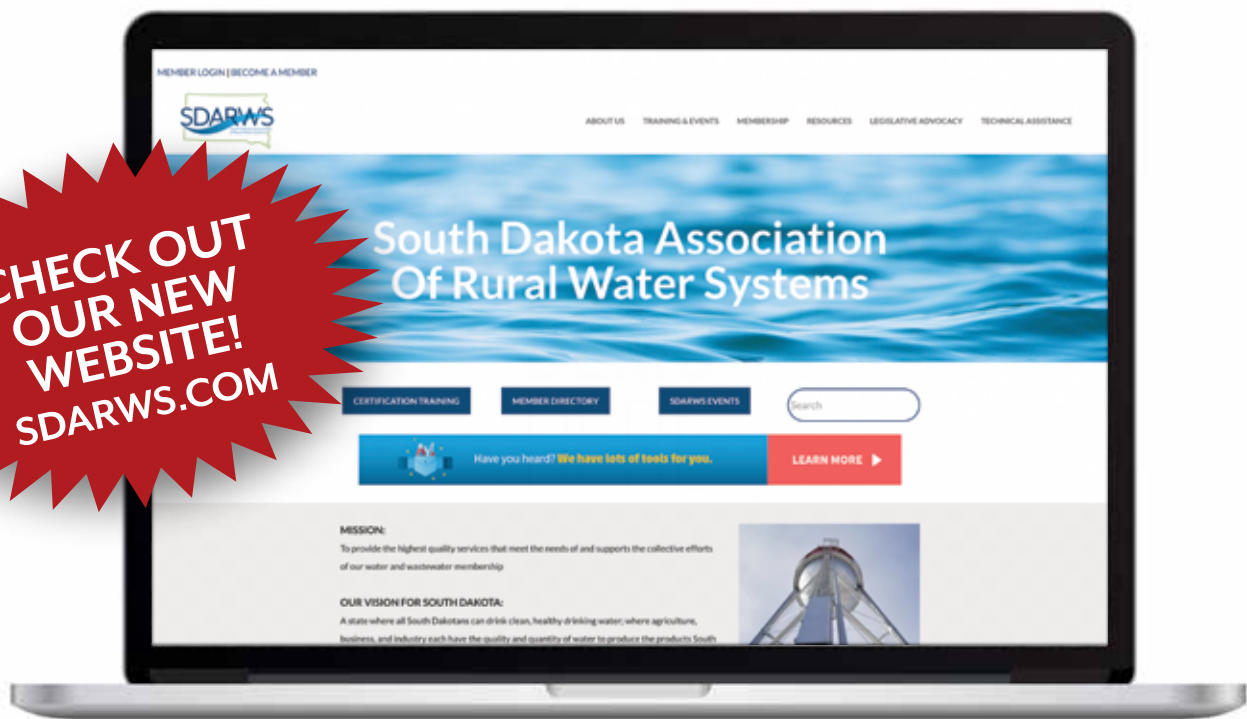 MEMBER LOGIN | BECOME A MEMBER
SDARWS
ABOUT US TRAINING & EVENTS MEMBERSHIP RESOURCES LEGISLATIVE ADVOCACY TECHNICAL ASSISTANCE
South Dakota Association
Of Rural Water Systems
CHECK OUT
OUR NEW
WEBSITE!
SDARWS.COM
CERTIFICATION TRAINING MEMBER DIRECTORY SDARWS EVENTS Search
Have you heard? We have lots of tools for you. LEARN MORE
MISSION:
To provide the highest quality services that meet the needs of and supports the collective efforts
of our water and wastewater membership
OUR VISION FOR SOUTH DAKOTA:
A state where all South Dakotans can drink clean, healthy drinking water; where agriculture,
business, and industry each have the quality and quantity of water to produce the products South